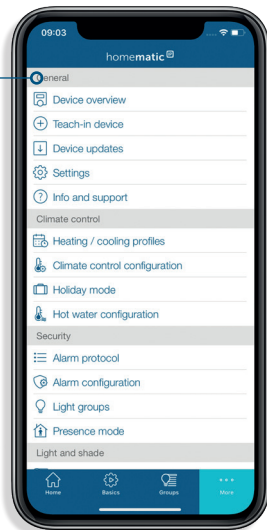 09:03
homematic IP
General
Device overview
Teach-in device
Device updates
Settings
Info and support
Climate control
Heating / cooling profiles
Climate control configuration
Holiday mode
Hot water configuration
Security
Alarm protocol
Alarm configuration
Light groups
Presence mode
Light and shade
Home
Basics
Groups
More